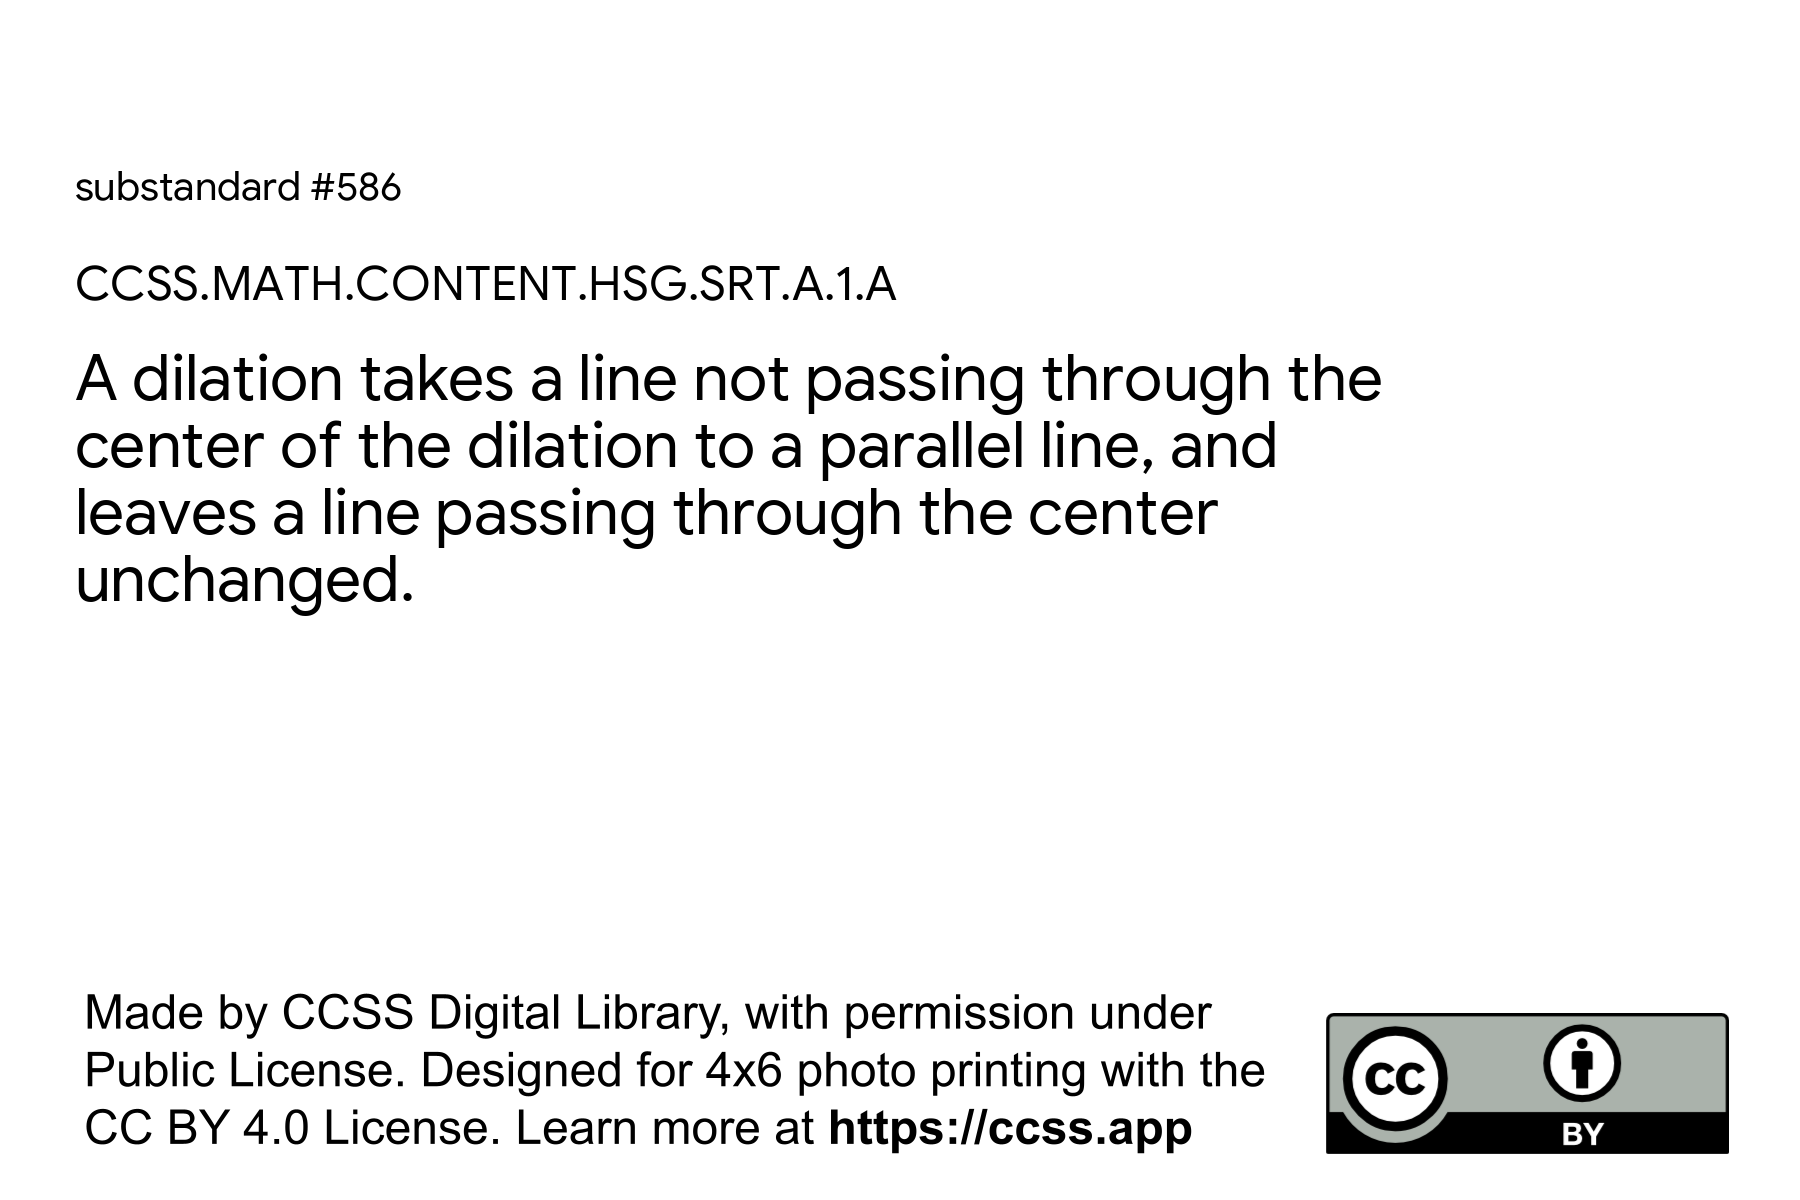 substandard #586
CCSS.MATH.CONTENT.HSG.SRT.A.1.A
A dilation takes a line not passing through the
center of the dilation to a parallel line, and
leaves a line passing through the center
unchanged.
Made by CCSS Digital Library, with permission under
Public License. Designed for 4x6 photo printing with the
CC BY 4.0 License. Learn more at https://ccss.app
cc
BY